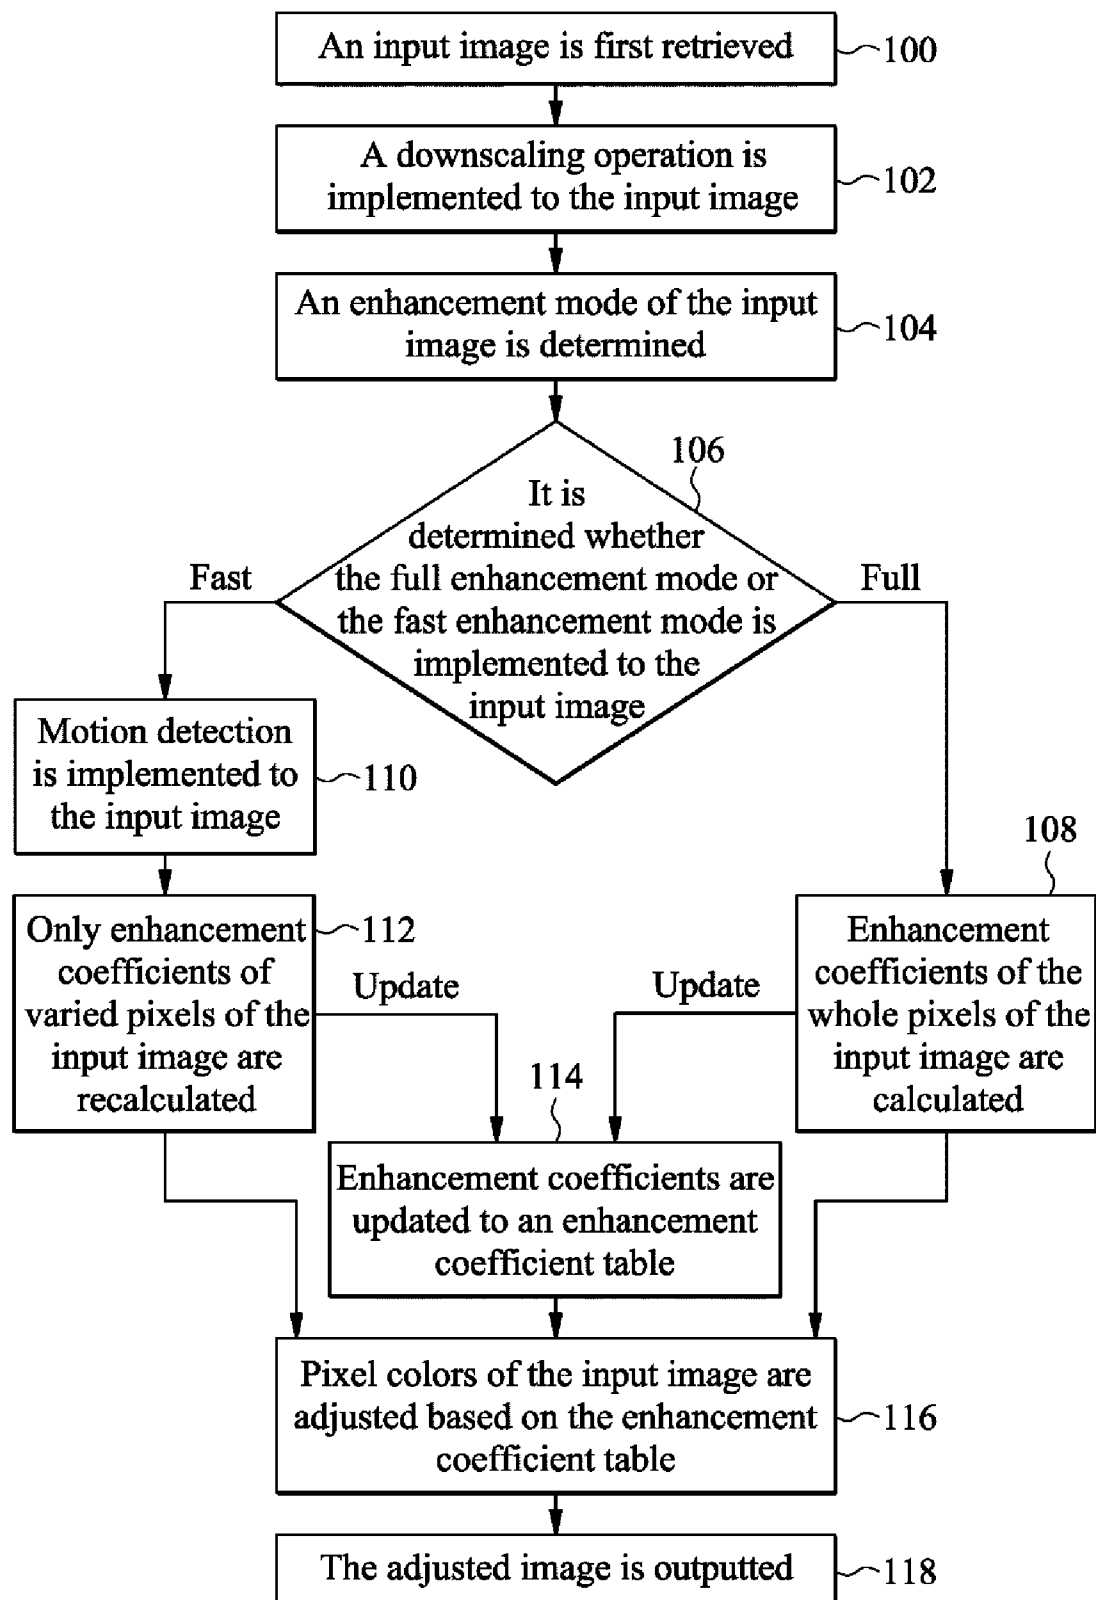 An input image is first retrieved
100
A downscaling operation is
implemented to the input image
102
An enhancement mode of the input
image is determined
104
106
It is
determined whether
the full enhancement mode or
the fast enhancement mode is
implemented to the
input image
Fast
Full
Motion detection
is implemented to
the input image
110
108
Only enhancement
coefficients of
varied pixels of the
input image are
recalculated
112
Update
Update
Enhancement
coefficients of the
whole pixels of the
input image are
calculated
114
Enhancement coefficients are
updated to an enhancement
coefficient table
Pixel colors of the input image are
adjusted based on the enhancement
coefficient table
116
The adjusted image is outputted
118